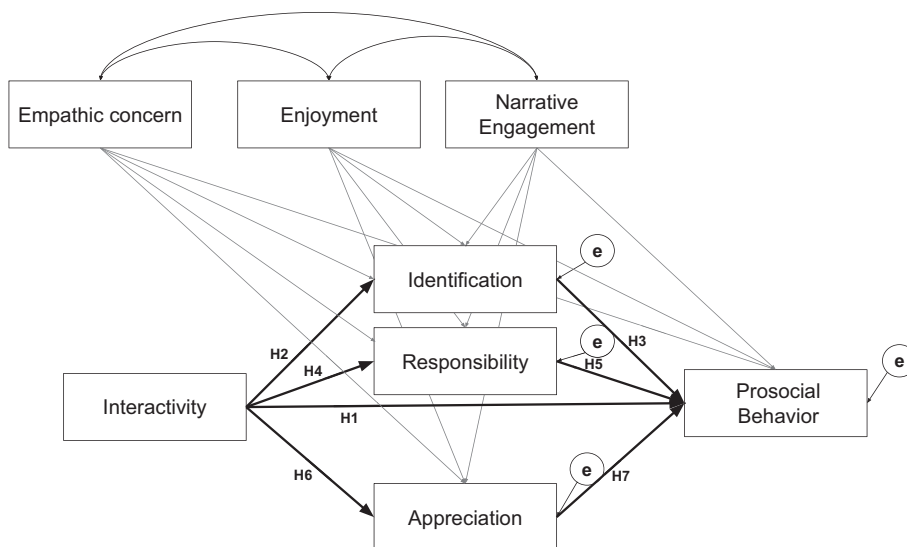 Empathic concern
Enjoyment
Narrative
Engagement
e
Identification
H2
H3
e
H4
Responsibility
H5
e
Interactivity
H1
Prosocial
Behavior
H6
e
H7
Appreciation